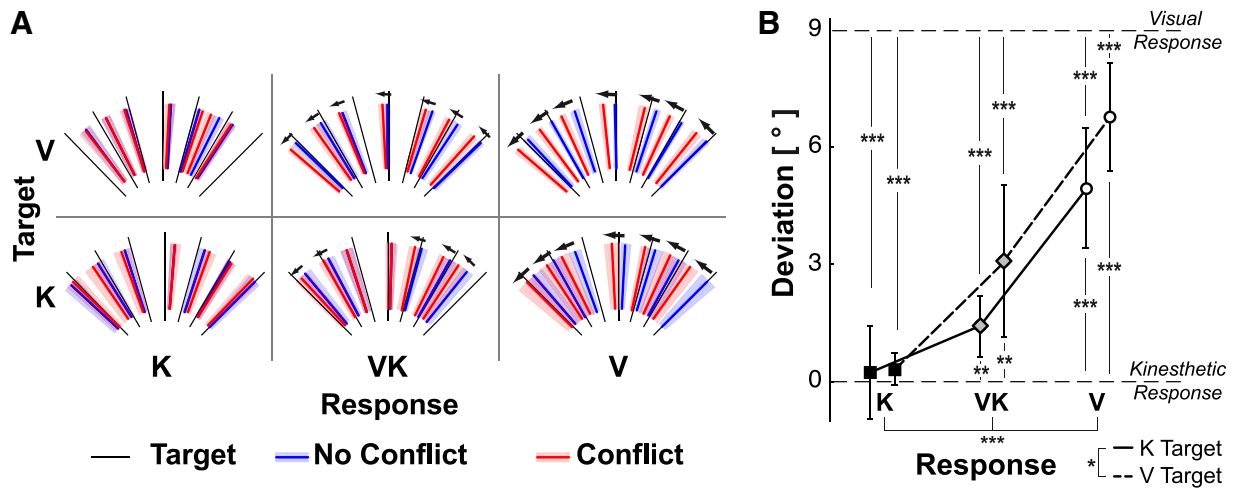 A
V
K
Target
K
VK
V
Response
Target
No Conflict
Conflict
B
9
6
3
0
Deviation [ ° ]
Visual
Response
***
***
***
***
***
***
***
***
**
**
Kinesthetic
Response
K
VK
V
***
Response
*
K Target
V Target